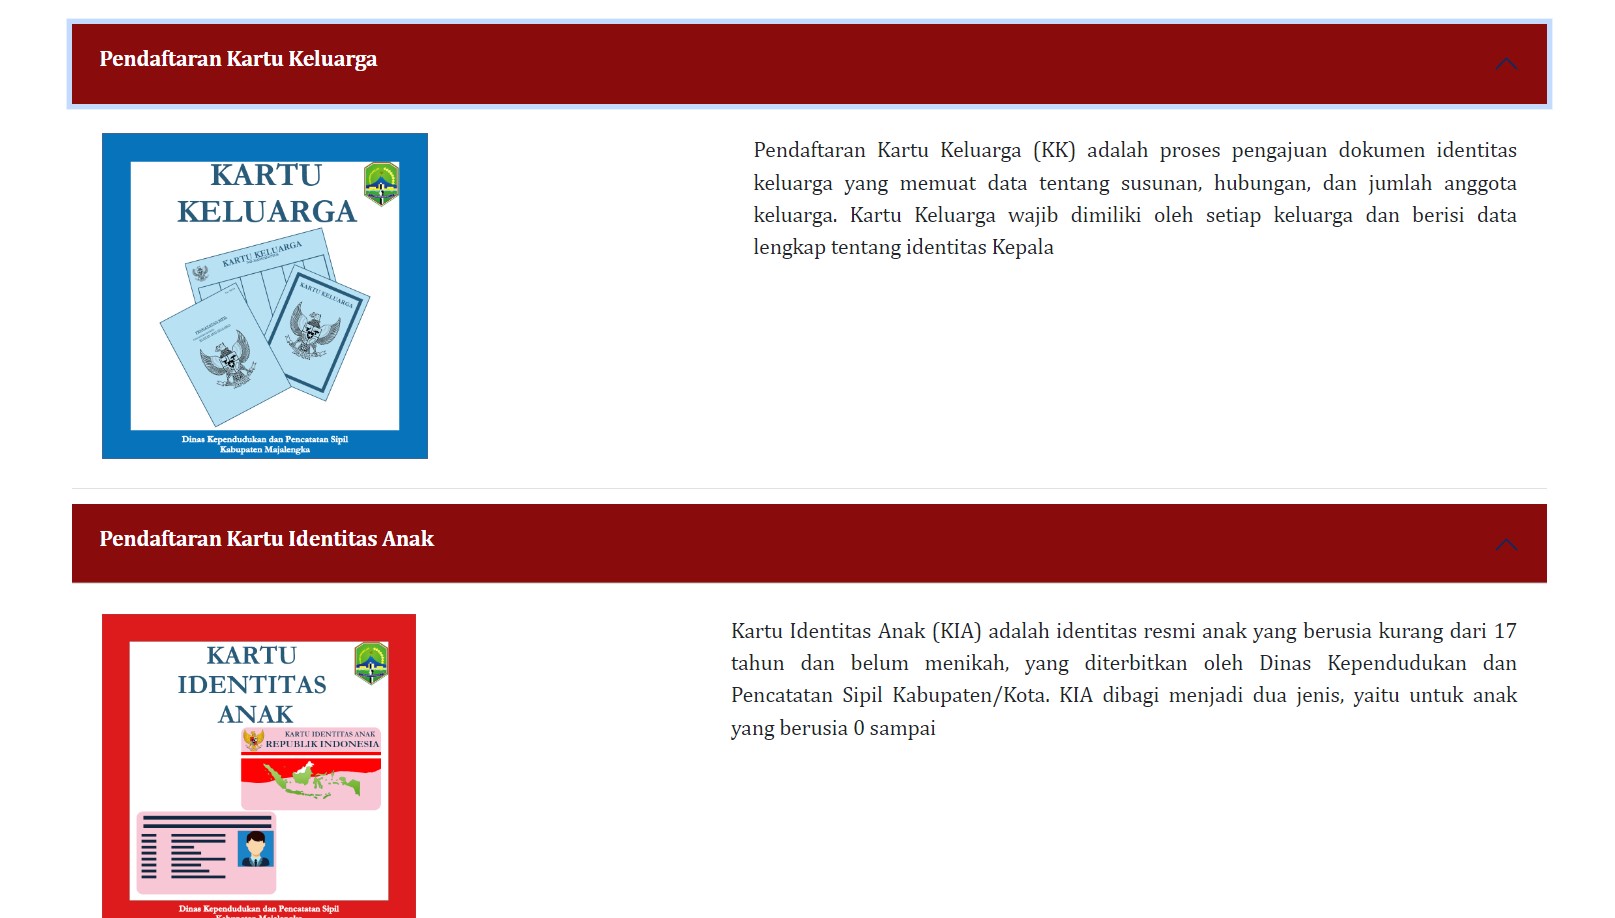 Pendaftaran Kartu Keluarga
KARTU
KELUARGA
KARTU KELUARGA
KARTU KELUARGA
Dinas Kependudukan dan Pencatatan Sipil
Kabupaten Majalengka
Pendaftaran Kartu Keluarga (KK) adalah proses pengajuan dokumen identitas
keluarga yang memuat data tentang susunan, hubungan, dan jumlah anggota
keluarga. Kartu Keluarga wajib dimiliki oleh setiap keluarga dan berisi data
lengkap tentang identitas Kepala
Pendaftaran Kartu Identitas Anak
KARTU
IDENTITAS
ANAK
KARTU IDENTITAS ANAK
REPUBLIK INDONESIA
Dinas Kependudukan dan Pencatatan Sipil
Kabupaten Majalengka
Kartu Identitas Anak (KIA) adalah identitas resmi anak yang berusia kurang dari 17
tahun dan belum menikah, yang diterbitkan oleh Dinas Kependudukan dan
Pencatatan Sipil Kabupaten/Kota. KIA dibagi menjadi dua jenis, yaitu untuk anak
yang berusia 0 sampai